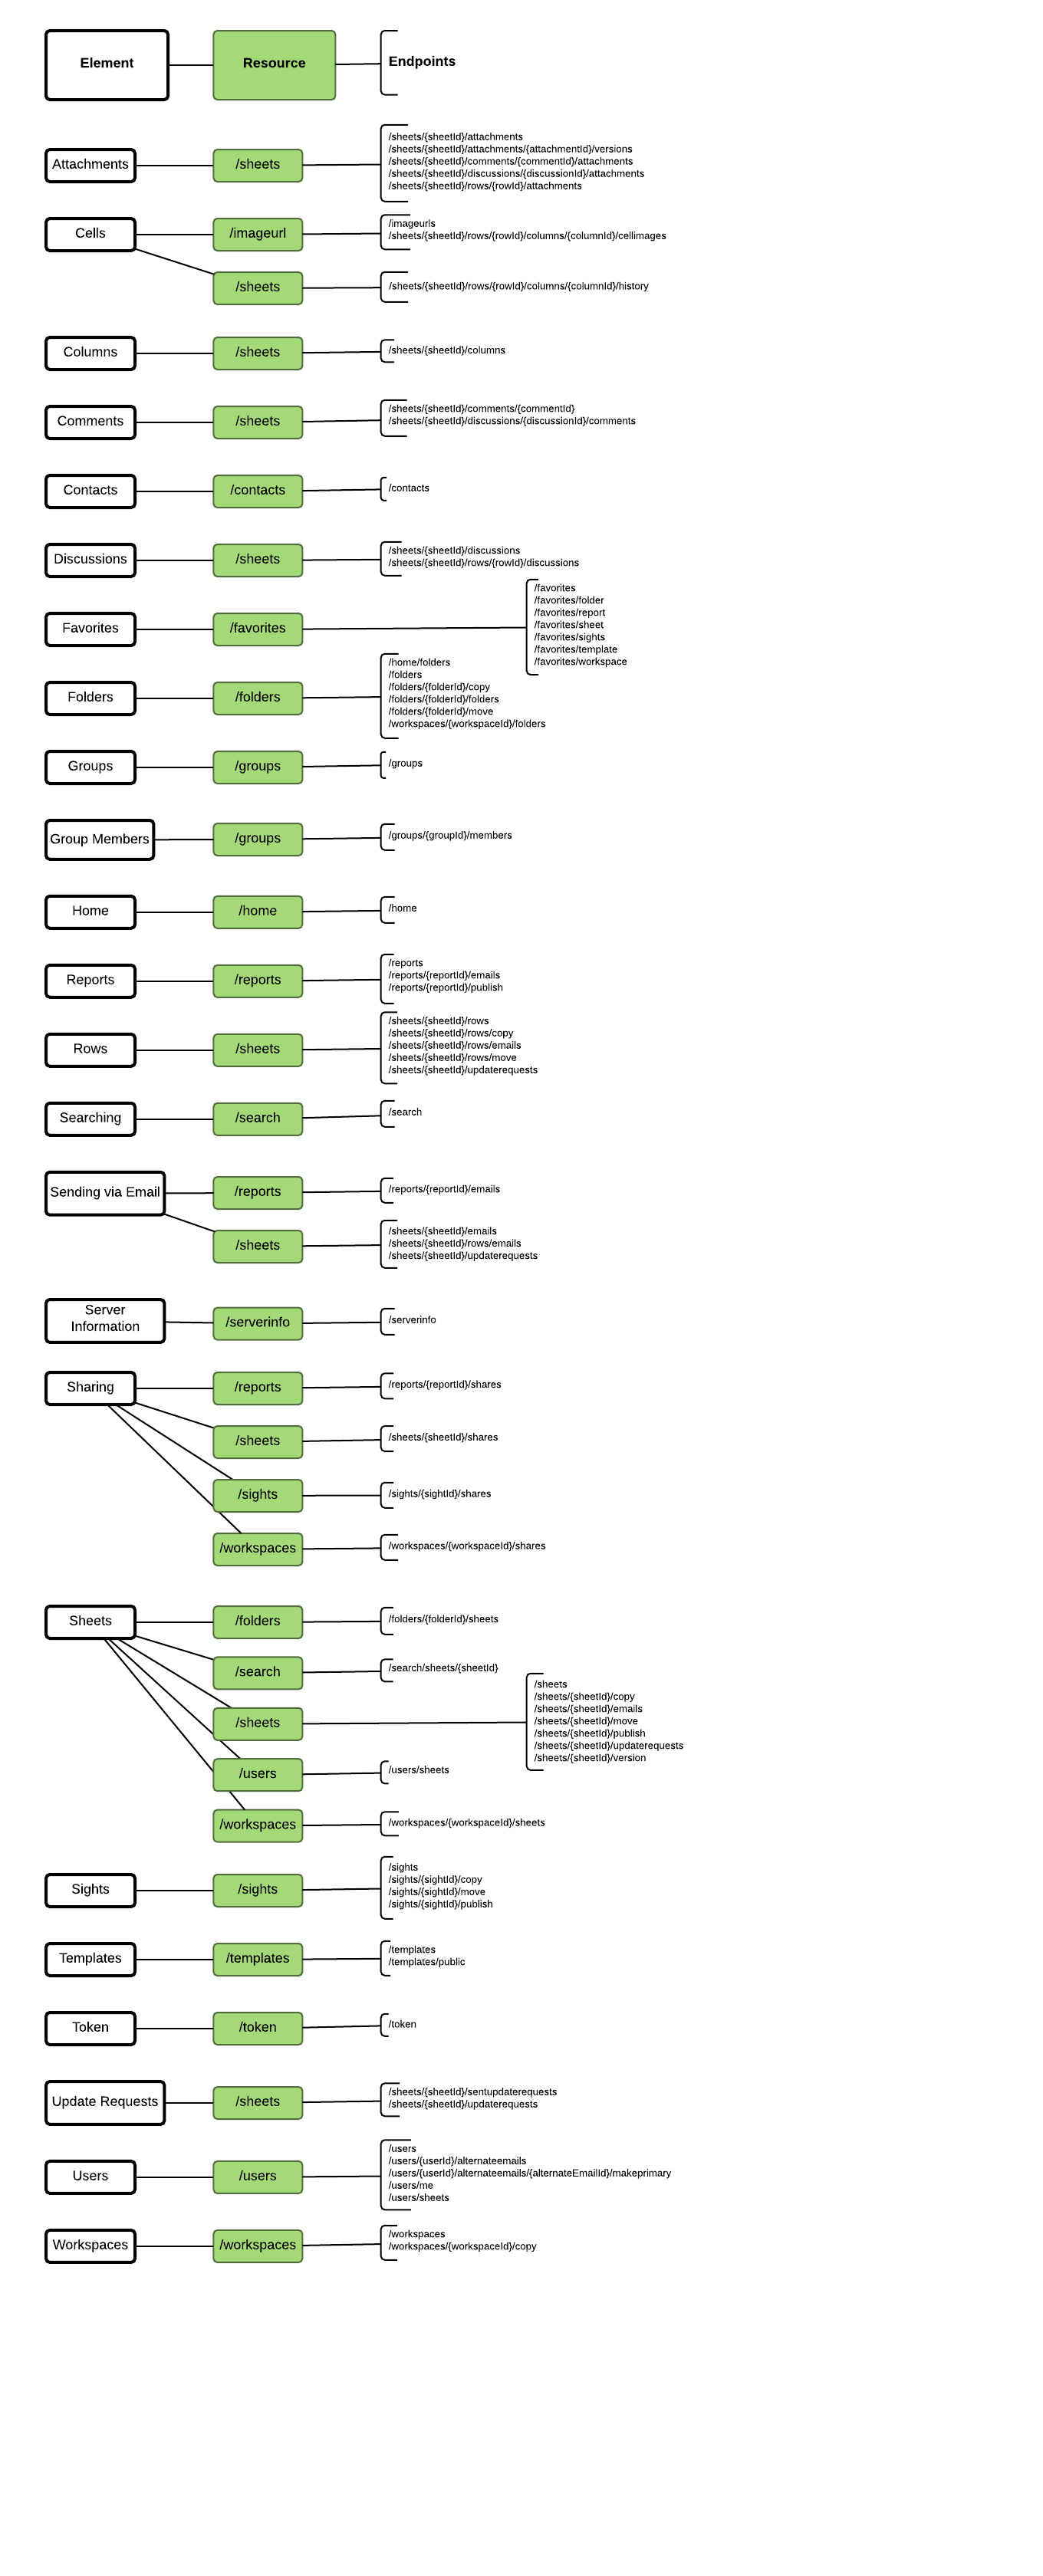 Element
Resource
Endpoints
Attachments
/sheets
/sheets/{sheetId}/attachments
/sheets/{sheetId}/attachments/{attachmentId}/versions
/sheets/{sheetId}/comments/{commentId}/attachments
/sheets/{sheetId}/discussions/{discussionId}/attachments
/sheets/{sheetId}/rows/{rowId}/attachments
Cells
/imageurl
/imageurls
/sheets/{sheetId}/rows/{rowId}/columns/{columnId}/cellimages
/sheets
/sheets/{sheetId}/rows/{rowId}/columns/{columnId}/history
Columns
/sheets
/sheets/{sheetId}/columns
Comments
/sheets
/sheets/{sheetId}/comments/{commentId}
/sheets/{sheetId}/discussions/{discussionId}/comments
Contacts
/contacts
/contacts
Discussions
/sheets
/sheets/{sheetId}/discussions
/sheets/{sheetId}/rows/{rowId}/discussions
Favorites
/favorites
/favorites
/favorites/folder
/favorites/report
/favorites/sheet
/favorites/sights
/favorites/template
/favorites/workspace
Folders
/folders
/home/folders
/folders
/folders/{folderId}/copy
/folders/{folderId}/folders
/folders/{folderId}/move
/workspaces/{workspaceId}/folders
Groups
/groups
/groups
Group Members
/groups
/groups/{groupId}/members
Home
/home
/home
Reports
/reports
/reports
/reports/{reportId}/emails
/reports/{reportId}/publish
Rows
/sheets
/sheets/{sheetId}/rows
/sheets/{sheetId}/rows/copy
/sheets/{sheetId}/rows/emails
/sheets/{sheetId}/rows/move
/sheets/{sheetId}/updaterequests
Searching
/search
/search
Sending via Email
/reports
/reports/{reportId}/emails
/sheets
/sheets/{sheetId}/emails
/sheets/{sheetId}/rows/emails
/sheets/{sheetId}/updaterequests
Server
Information
/serverinfo
/serverinfo
Sharing
/reports
/reports/{reportId}/shares
/sheets
/sheets/{sheetId}/shares
/sights
/sights/{sightId}/shares
/workspaces
/workspaces/{workspaceId}/shares
Sheets
/folders
/folders/{folderId}/sheets
/search
/search/sheets/{sheetId}
/sheets
/sheets
/sheets/{sheetId}/copy
/sheets/{sheetId}/emails
/sheets/{sheetId}/move
/sheets/{sheetId}/publish
/sheets/{sheetId}/updaterequests
/sheets/{sheetId}/version
/users
/users/sheets
/workspaces
/workspaces/{workspaceId}/sheets
Sights
/sights
/sights
/sights/{sightId}/copy
/sights/{sightId}/move
/sights/{sightId}/publish
Templates
/templates
/templates
/templates/public
Token
/token
/token
Update Requests
/sheets
/sheets/{sheetId}/sentupdaterequests
/sheets/{sheetId}/updaterequests
Users
/users
/users
/users/{userId}/alternateemails
/users/{userId}/alternateemails/{alternateEmailId}/makeprimary
/users/me
/users/sheets
Workspaces
/workspaces
/workspaces
/workspaces/{workspaceId}/copy